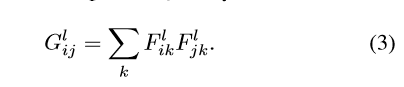 G^l_{ij} = \sum_k F^l_{ik} F^l_{jk}. (3)